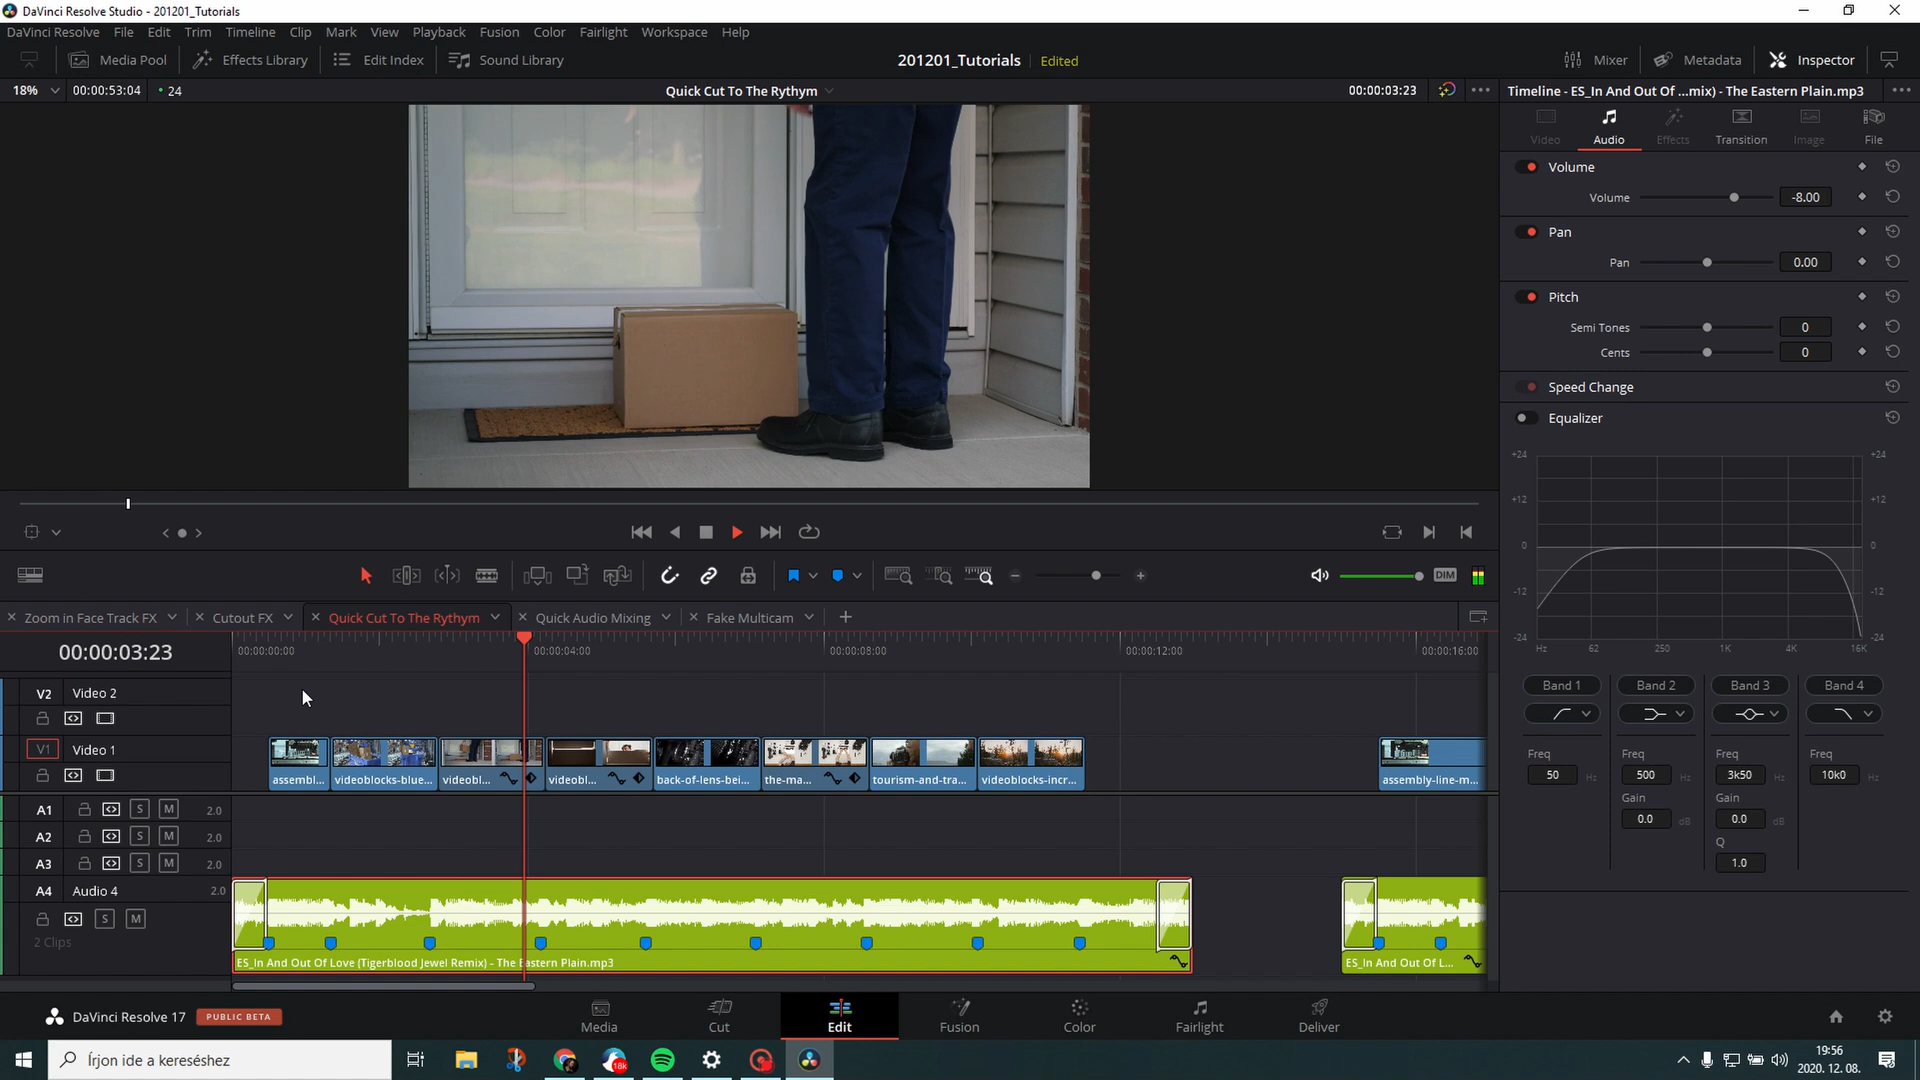 DaVinci Resolve Studio - 201201_Tutorials
DaVinci Resolve File Edit Trim Timeline Clip Mark View Playback Fusion Color Fairlight Workspace Help
Media Pool Effects Library Edit Index Sound Library 201201_Tutorials Edited Mixer Metadata Inspector
18% 00:00:53:04 24 Quick Cut To The Rythym 00:00:03:23 Timeline - ES_In And Out Of ...mix) - The Eastern Plain.mp3
Video Audio Effects Transition Image File
Volume
Volume -8.00
Pan
Pan 0.00
Pitch
Semi Tones 0
Cents 0
Speed Change
Equalizer
+24 +24
+12 +12
0 0
-12 -12
-24 -24
Hz 62 250 1K 4K 16K
DIM
Zoom in Face Track FX Cutout FX Quick Cut To The Rythym Quick Audio Mixing Fake Multicam
00:00:03:23 00:00:00:00 00:00:04:00 00:00:08:00 00:00:12:00 00:00:16:00
Band 1 Band 2 Band 3 Band 4
V2 Video 2
V1 Video 1
assembl... videoblocks-blue... videobl... videobl... back-of-lens-bei... the-ma... tourism-and-tra... videoblocks-incr... assembly-line-m...
Freq Freq Freq Freq
50 Hz 500 Hz 3k50 Hz 10k0 Hz
Gain Gain
0.0 dB 0.0 dB
Q
1.0
A1 S M 2.0
A2 S M 2.0
A3 S M 2.0
A4 Audio 4 2.0
S M
2 Clips
ES_In And Out Of Love (Tigerblood Jewel Remix) - The Eastern Plain.mp3 ES_In And Out Of L...
DaVinci Resolve 17 PUBLIC BETA Media Cut Edit Fusion Color Fairlight Deliver
Írjon ide a kereséshez
18k
19:56
2020. 12. 08.